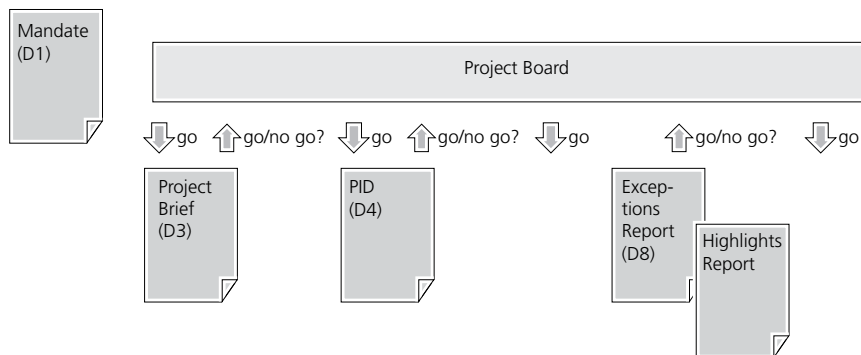 Mandate
(D1)
Project Board
go
go/no go?
go
go/no go?
go
go/no go?
go
Project
Brief
(D3)
PID
(D4)
Excep-
tions
Report
(D8)
Highlights
Report